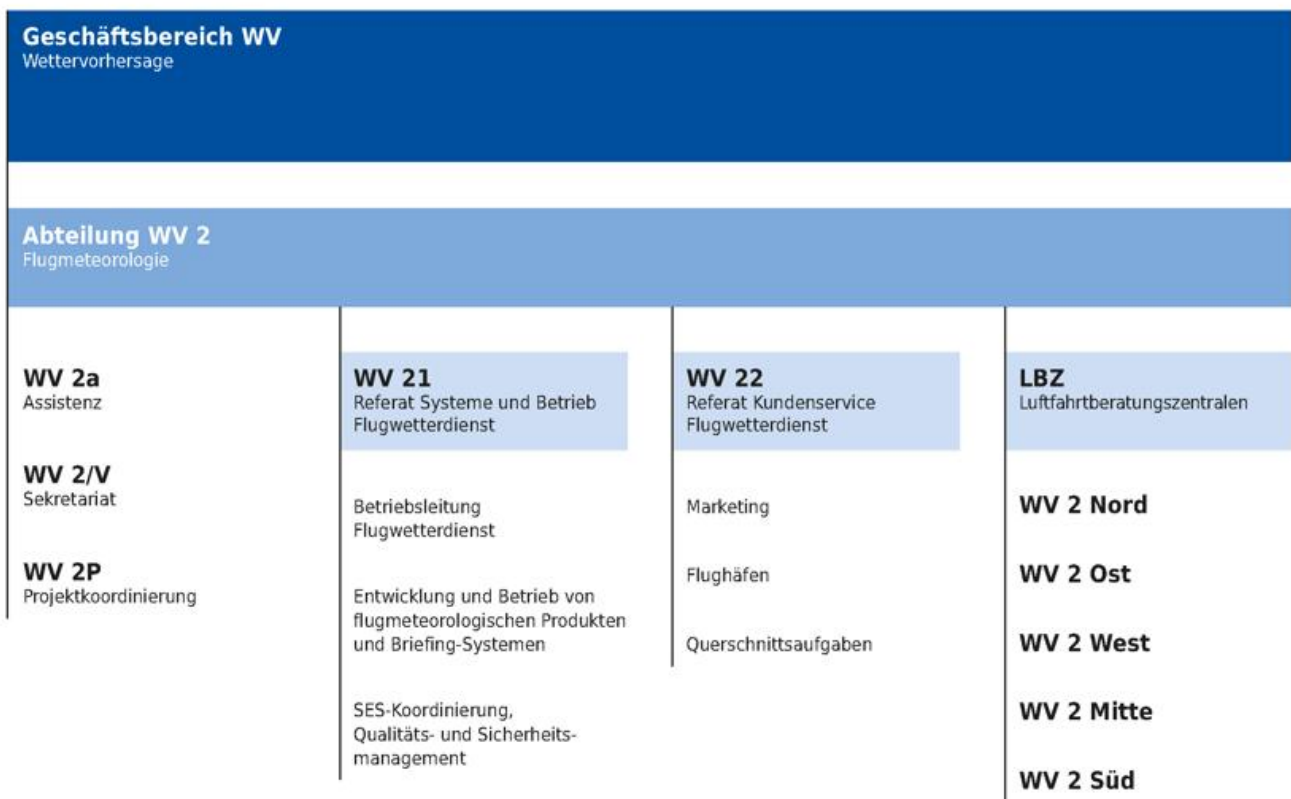 Geschäftsbereich WV
Wettervorhersage
Abteilung WV 2
Flugmeteorologie
WV 2a
Assistenz
WV 2/V
Sekretariat
WV 2P
Projektkoordinierung
WV 21
Referat Systeme und Betrieb
Flugwetterdienst
Betriebsleitung
Flugwetterdienst
Entwicklung und Betrieb von
flugmeteorologischen Produkten
und Briefing-Systemen
SES-Koordinierung,
Qualitäts- und Sicherheits-
management
WV 22
Referat Kundenservice
Flugwetterdienst
Marketing
Flughäfen
Querschnittsaufgaben
LBZ
Luftfahrtberatungszentralen
WV 2 Nord
WV 2 Ost
WV 2 West
WV 2 Mitte
WV 2 Süd